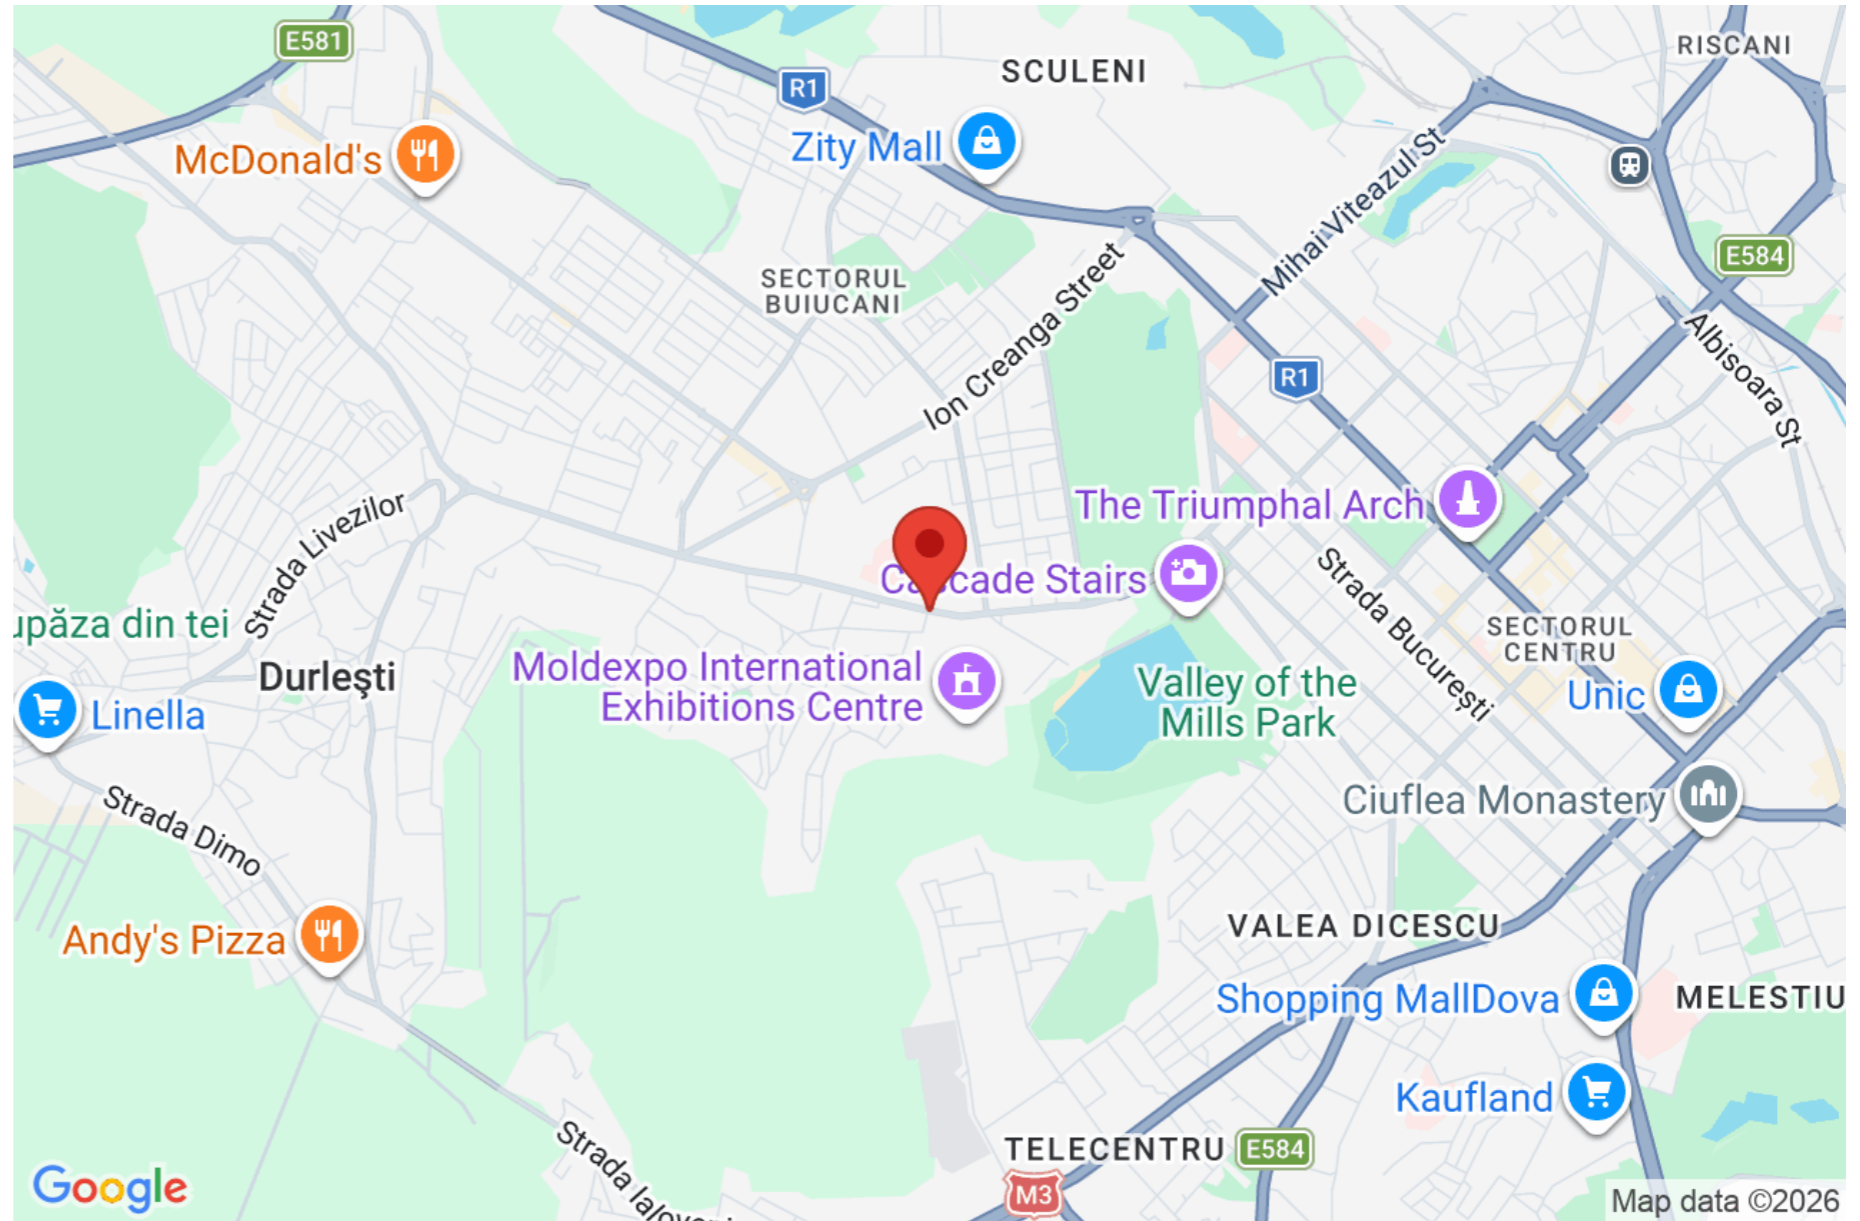 E581
RISCANI
SCULENI
R1
Zity Mall
McDonald's
Mihai Viteazul St
E584
SECTORUL
BUIUCANI
Ion Creanga Street
Albisoara St
R1
The Triumphal Arch
Strada Livezilor
Cascade Stairs
Strada București
upăza din tei
SECTORUL
CENTRU
Durleşti
Moldexpo International
Exhibitions Centre
Valley of the
Mills Park
Unic
Linella
Strada Dimo
Ciuflea Monastery
Andy's Pizza
VALEA DICESCU
Shopping MallDova
MELESTIU
Kaufland
Strada Ialoveni
TELECENTRU
E584
M3
Google
Map data ©2026